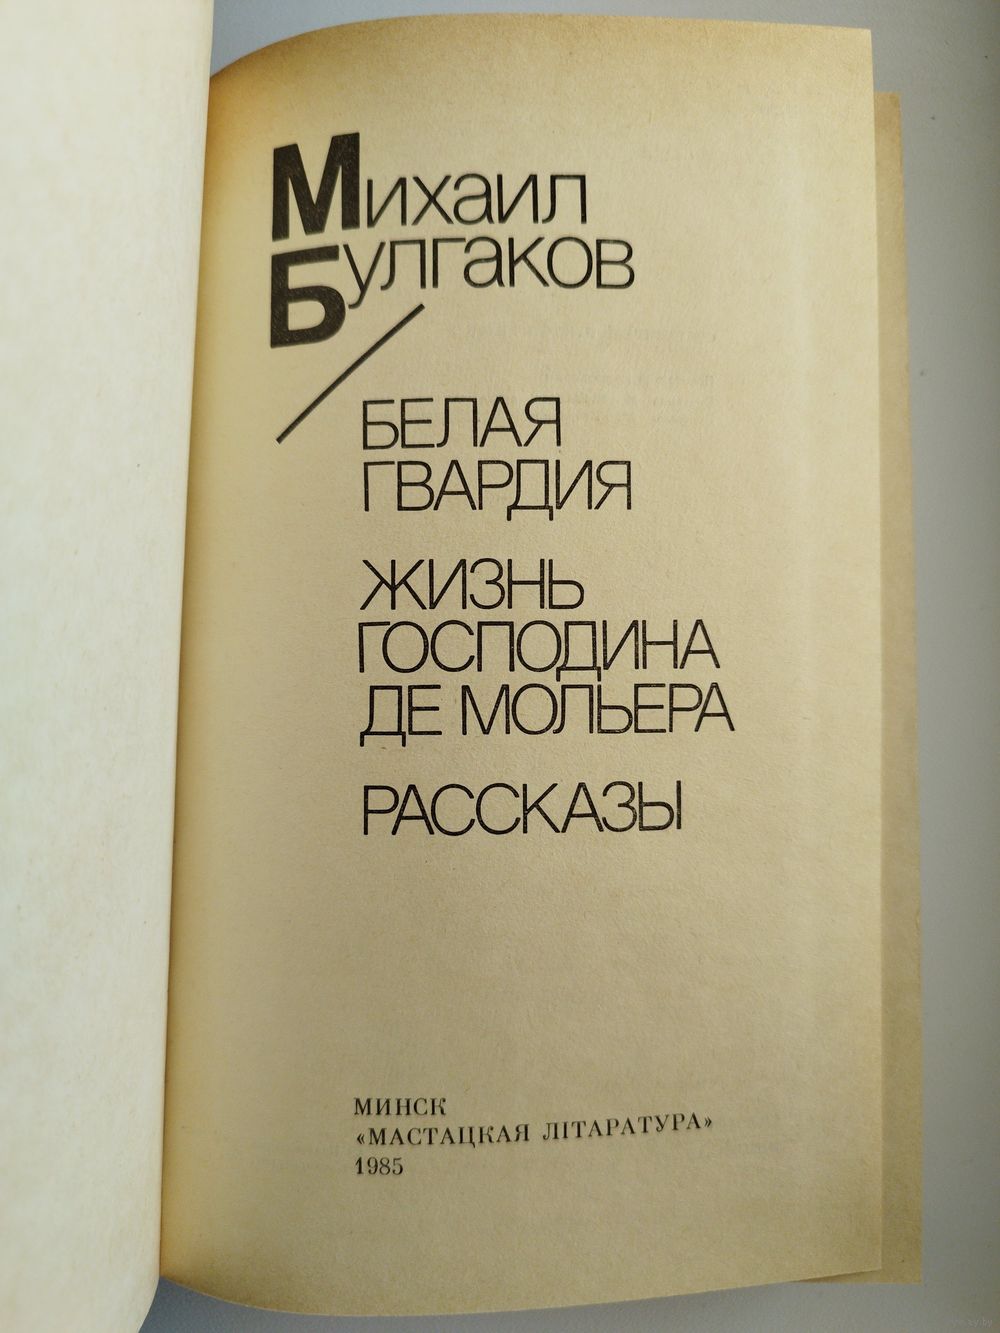 Михаил
Булгаков
БЕЛАЯ
ГВАРДИЯ
ЖИЗНЬ
ГОСПОДИНА
ДЕ МОЛЬЕРА
РАССКАЗЫ
МИНСК
«МАСТАЦКАЯ ЛІТАРАТУРА»
1985